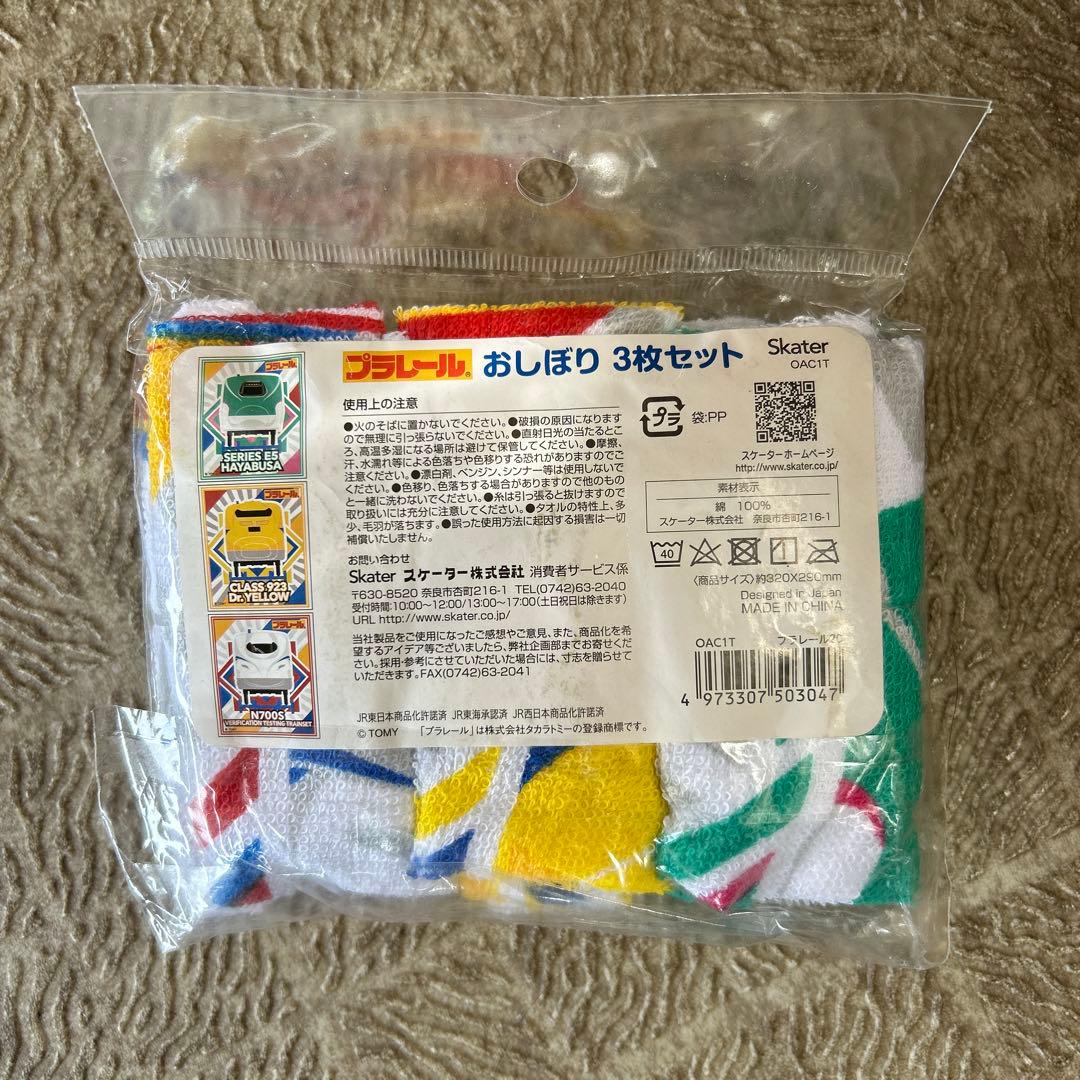 プラレール® おしぼり 3枚セット
Skater
OAC1T
プラレール
SERIES E5
HAYABUSA
プラレール
CLASS 923
Dr. YELLOW
プラレール
N700S
VERIFICATION TESTING TRAINSET
使用上の注意
●火のそばに置かないでください。●破損の原因になりますので
無理に引っ張らないでください。●直射日光の当たるとこ
ろ、高温多湿になる場所は避けて保管してください。●摩擦、
汗、水濡れ等による色落ちや色移りする恐れがありますのでご
注意ください。●漂白剤、ベンジン、シンナー等は使用しないで
ください。●色移り、色落ちする場合がありますので他のもの
と一緒に洗わないでください。●糸は引っ張ると抜けますので
取り扱いには充分に注意してください。●タオルの特性上、多
少、毛羽が落ちます。●誤った使用方法に起因する損害は一切
補償いたしません。
お問い合わせ
Skater スケーター株式会社 消費者サービス係
〒630-8520 奈良市杏町216-1 TEL(0742)63-2040
受付時間:10:00〜12:00/13:00〜17:00(土日祝日は除きます)
URL http://www.skater.co.jp/
当社製品をご使用になったご感想やご意見、また、商品化を希
望するアイデア等ございましたら、弊社企画部までお寄せくださ
い。採用・参考にさせていただいた場合には、寸志を贈らせて
いただきます。FAX(0742)63-2041
JR東日本商品化許諾済 JR東海承認済 JR西日本商品化許諾済
© TOMY 「プラレール」は株式会社タカラトミーの登録商標です。
プラ
袋:PP
スケーターホームページ
http://www.skater.co.jp/
素材表示
綿 100%
スケーター株式会社 奈良市杏町216-1
40
〈商品サイズ〉約320X290mm
Designed in Japan
MADE IN CHINA
OAC1T プラレール20
4 973307 503047